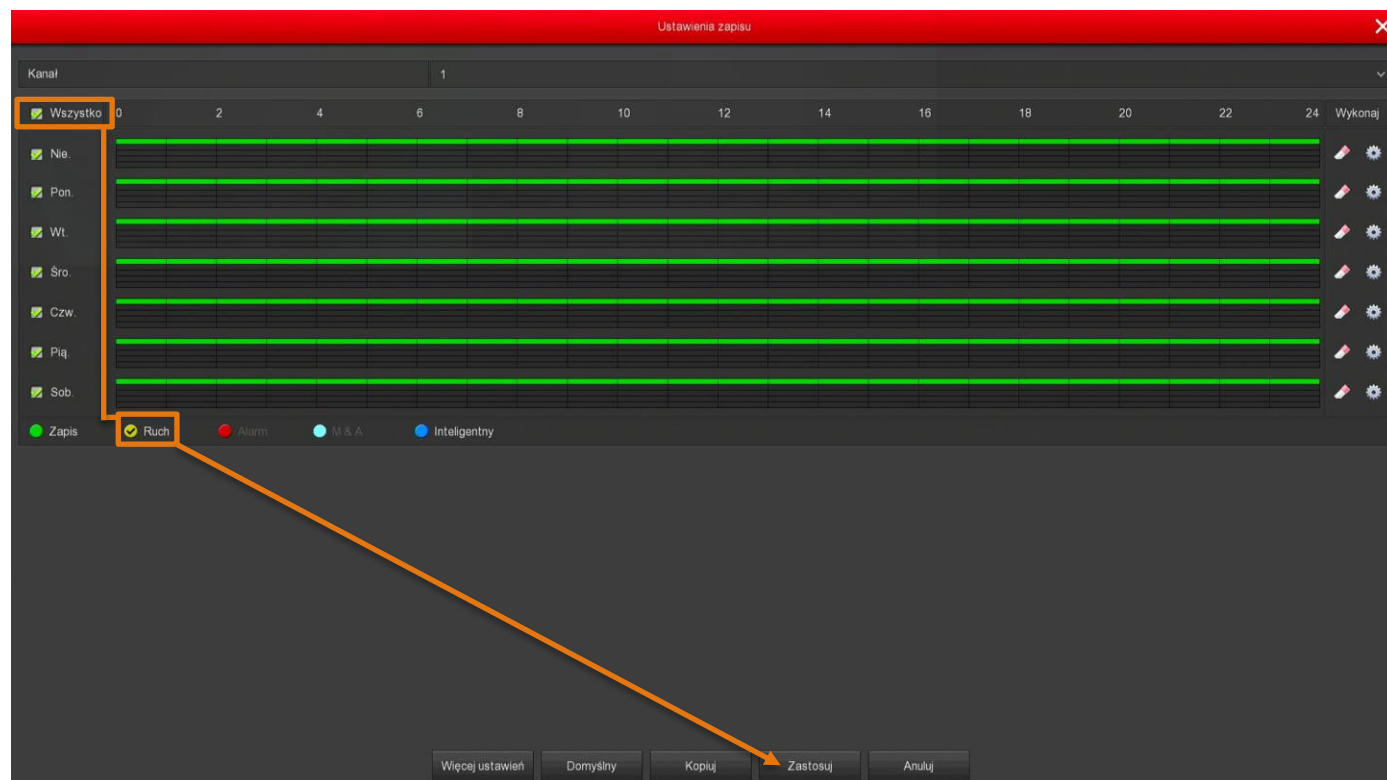 Ustawienia zapisu
Kanał 1
Wszystko 0 2 4 6 8 10 12 14 16 18 20 22 24 Wykonaj
Nie.
Pon.
Wt.
Śro.
Czw.
Pią.
Sob.
Zapis Ruch Alarm M & A Inteligentny
Więcej ustawień Domyślny Kopiuj Zastosuj Anuluj